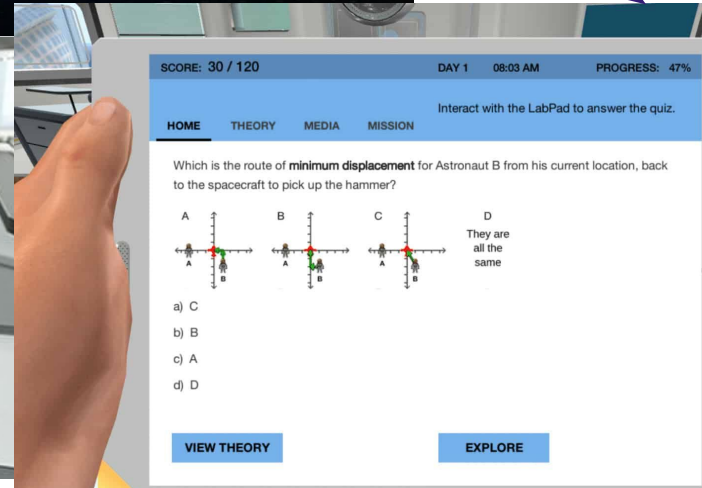 SCORE: 30 / 120 DAY 1 08:03 AM PROGRESS: 47%
Interact with the LabPad to answer the quiz.
HOME THEORY MEDIA MISSION
Which is the route of minimum displacement for Astronaut B from his current location, back
to the spacecraft to pick up the hammer?
A B C D
They are
all the
same
A A A
B B B
a) C
b) B
c) A
d) D
VIEW THEORY EXPLORE